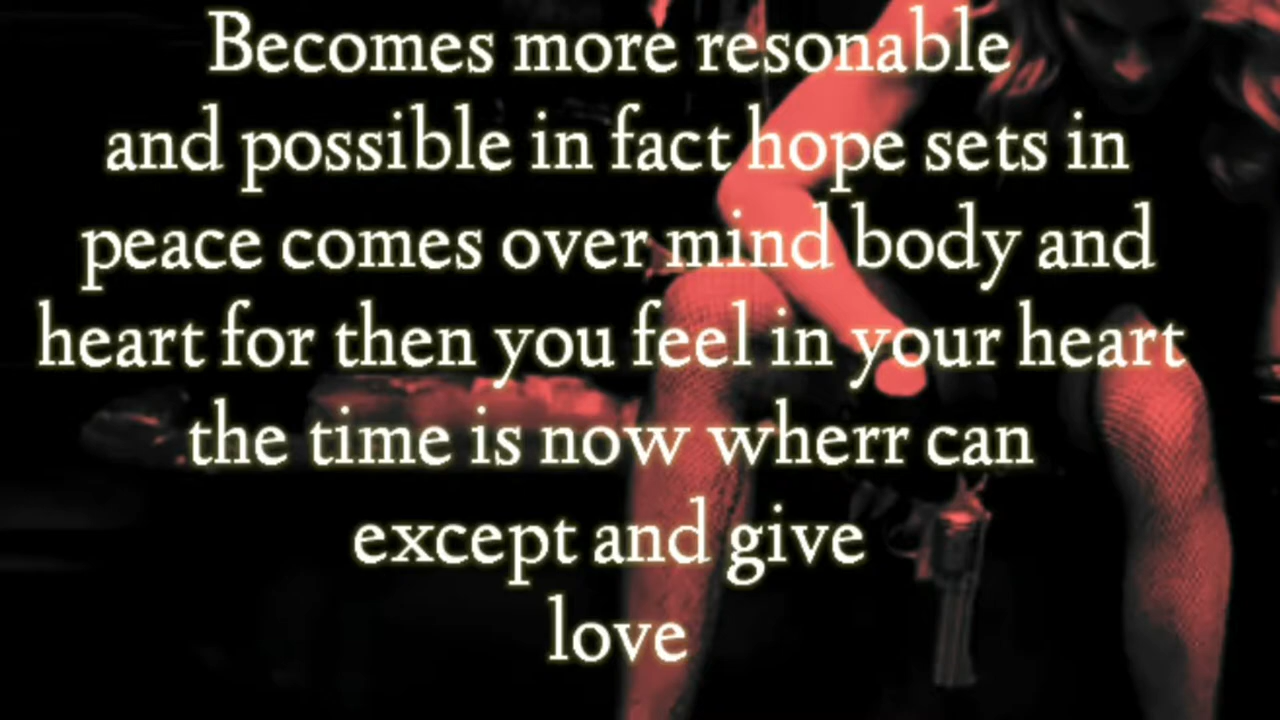 Becomes more resonable
and possible in fact hope sets in
peace comes over mind body and
heart for then you feel in your heart
the time is now wherr can
except and give
love